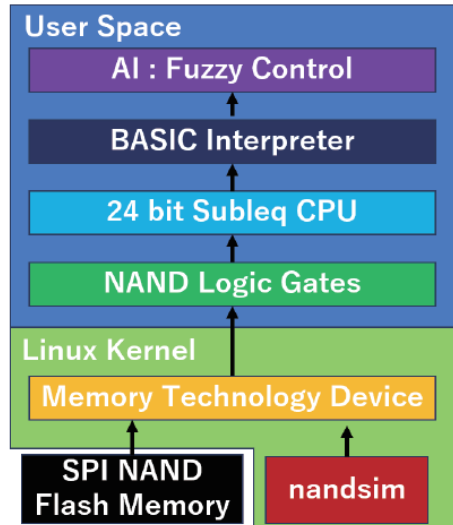 User Space
AI : Fuzzy Control
BASIC Interpreter
24 bit Subleq CPU
NAND Logic Gates
Linux Kernel
Memory Technology Device
SPI NAND
Flash Memory
nandsim